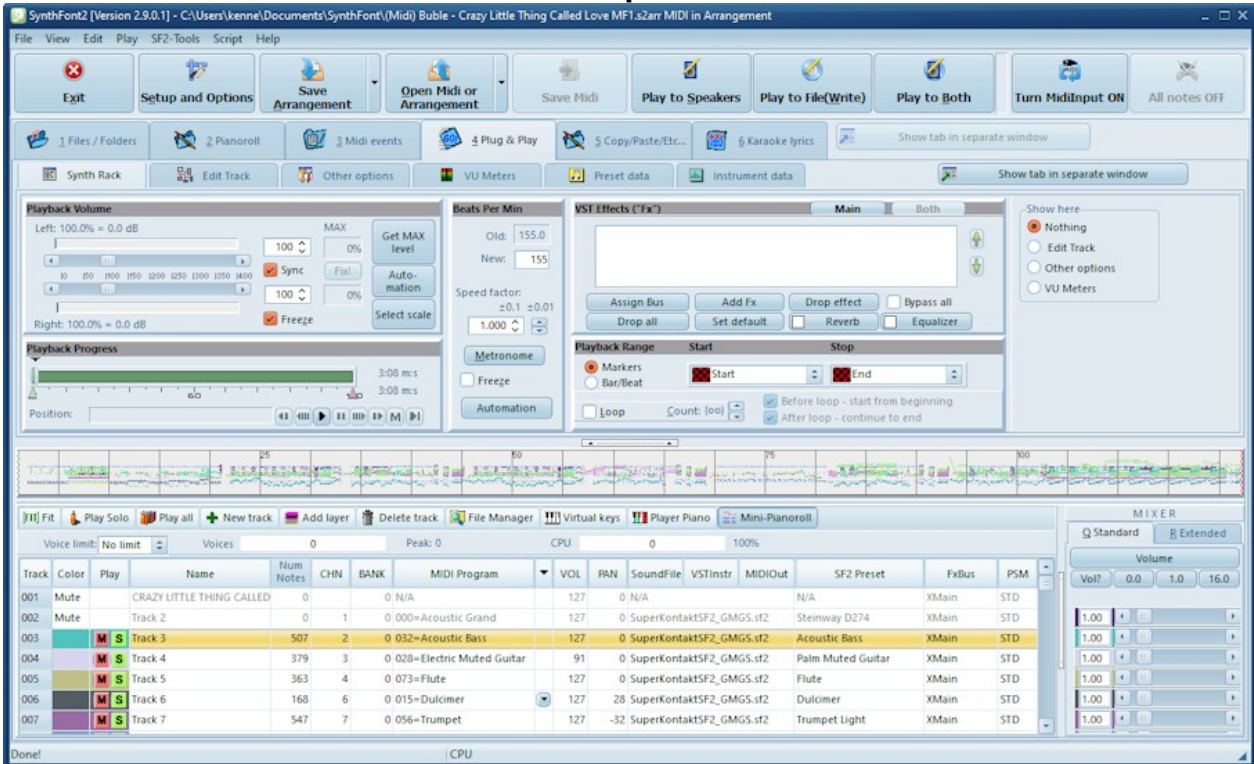 SynthFont2 [Version 2.9.0.1] - C:\Users\kenne\Documents\SynthFont\(Midi) Buble - Crazy Little Thing Called Love MF1.s2arr MIDI in Arrangement
File View Edit Play SF2-Tools Script Help
Exit
Setup and Options
Save Arrangement
Open Midi or Arrangement
Save Midi
Play to Speakers
Play to File(Write)
Play to Both
Turn MidiInput ON
All notes OFF
1 Files / Folders
2 Pianoroll
3 Midi events
4 Plug & Play
5 Copy/Paste/Etc...
6 Karaoke lyrics
Show tab in separate window
Synth Rack
Edit Track
Other options
VU Meters
Preset data
Instrument data
Show tab in separate window
Playback Volume
Left: 100.0% = 0.0 dB
MAX
100
0%
Get MAX level
|0 |50 |100 |150 |200 |250 |300 |350 |400
Sync
Fix!
Auto-mation
100
0%
Right: 100.0% = 0.0 dB
Freeze
Select scale
Playback Progress
3:08 m:s
60
3:08 m:s
Position:
M
Beats Per Min
Old: 155.0
New: 155
Speed factor:
±0.1 ±0.01
1.000
Metronome
Freeze
Automation
VST Effects ("Fx")
Main
Both
Assign Bus
Add Fx
Drop effect
Bypass all
Drop all
Set default
Reverb
Equalizer
Playback Range Start Stop
Markers
Start
End
Bar/Beat
Loop
Count: (oo)
Before loop - start from beginning
After loop - continue to end
Show here
Nothing
Edit Track
Other options
VU Meters
25 50 75 100
Fit
Play Solo
Play all
New track
Add layer
Delete track
File Manager
Virtual keys
Player Piano
Mini-Pianoroll
Voice limit: No limit
Voices 0
Peak: 0
CPU 0
100%
Track Color Play Name Num Notes CHN BANK MIDI Program VOL PAN SoundFile VSTInstr MIDIOut SF2 Preset FxBus PSM
001 Mute CRAZY LITTLE THING CALLED 0 0 N/A 127 0 N/A N/A XMain STD
002 Mute Track 2 0 1 0 000=Acoustic Grand 127 0 SuperKontaktSF2_GMGS.sf2 Steinway D274 XMain STD
003 M S Track 3 507 2 0 032=Acoustic Bass 127 0 SuperKontaktSF2_GMGS.sf2 Acoustic Bass XMain STD
004 M S Track 4 379 3 0 028=Electric Muted Guitar 91 0 SuperKontaktSF2_GMGS.sf2 Palm Muted Guitar XMain STD
005 M S Track 5 363 4 0 073=Flute 127 0 SuperKontaktSF2_GMGS.sf2 Flute XMain STD
006 M S Track 6 168 6 0 015=Dulcimer 127 28 SuperKontaktSF2_GMGS.sf2 Dulcimer XMain STD
007 M S Track 7 547 7 0 056=Trumpet 127 -32 SuperKontaktSF2_GMGS.sf2 Trumpet Light XMain STD
MIXER
Q Standard
R Extended
Volume
Vol? 0.0 1.0 16.0
1.00
1.00
1.00
1.00
1.00
1.00
Done!
CPU